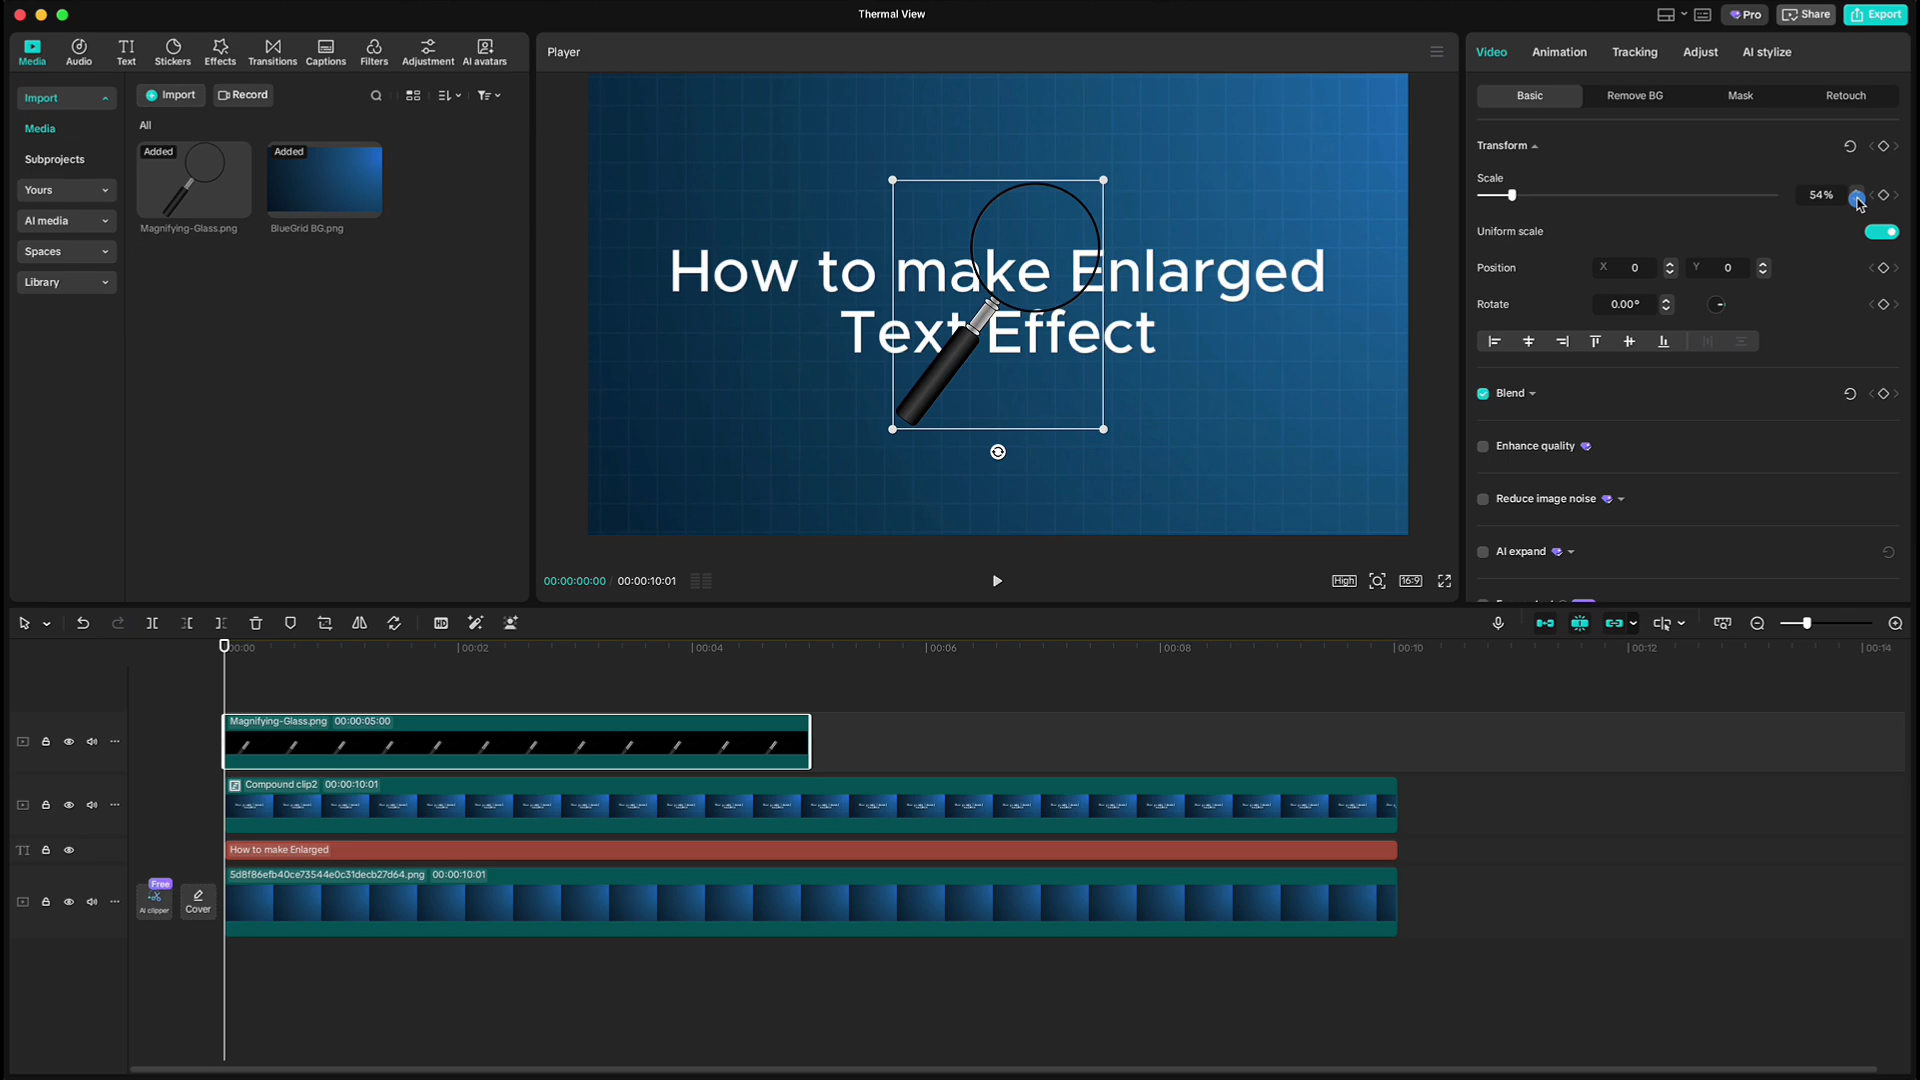 Thermal View
Pro
Share
Export
Media
Audio
Text
Stickers
Effects
Transitions
Captions
Filters
Adjustment
AI avatars
Import
Media
Subprojects
Yours
AI media
Spaces
Library
Import
Record
All
Added
Magnifying-Glass.png
Added
BlueGrid BG.png
Player
How to make Enlarged
Text Effect
00:00:00:00 / 00:00:10:01
High
16:9
Video
Animation
Tracking
Adjust
AI stylize
Basic
Remove BG
Mask
Retouch
Transform
Scale
54%
Uniform scale
Position
X 0
Y 0
Rotate
0.00°
Blend
Enhance quality
Reduce image noise
AI expand
HD
00:00
00:02
00:04
00:06
00:08
00:10
00:12
00:14
Magnifying-Glass.png 00:00:05:00
Compound clip2 00:00:10:01
TI
How to make Enlarged
5d8f86efb40ce73544e0c31decb27d64.png 00:00:10:01
Free
AI clipper
Cover